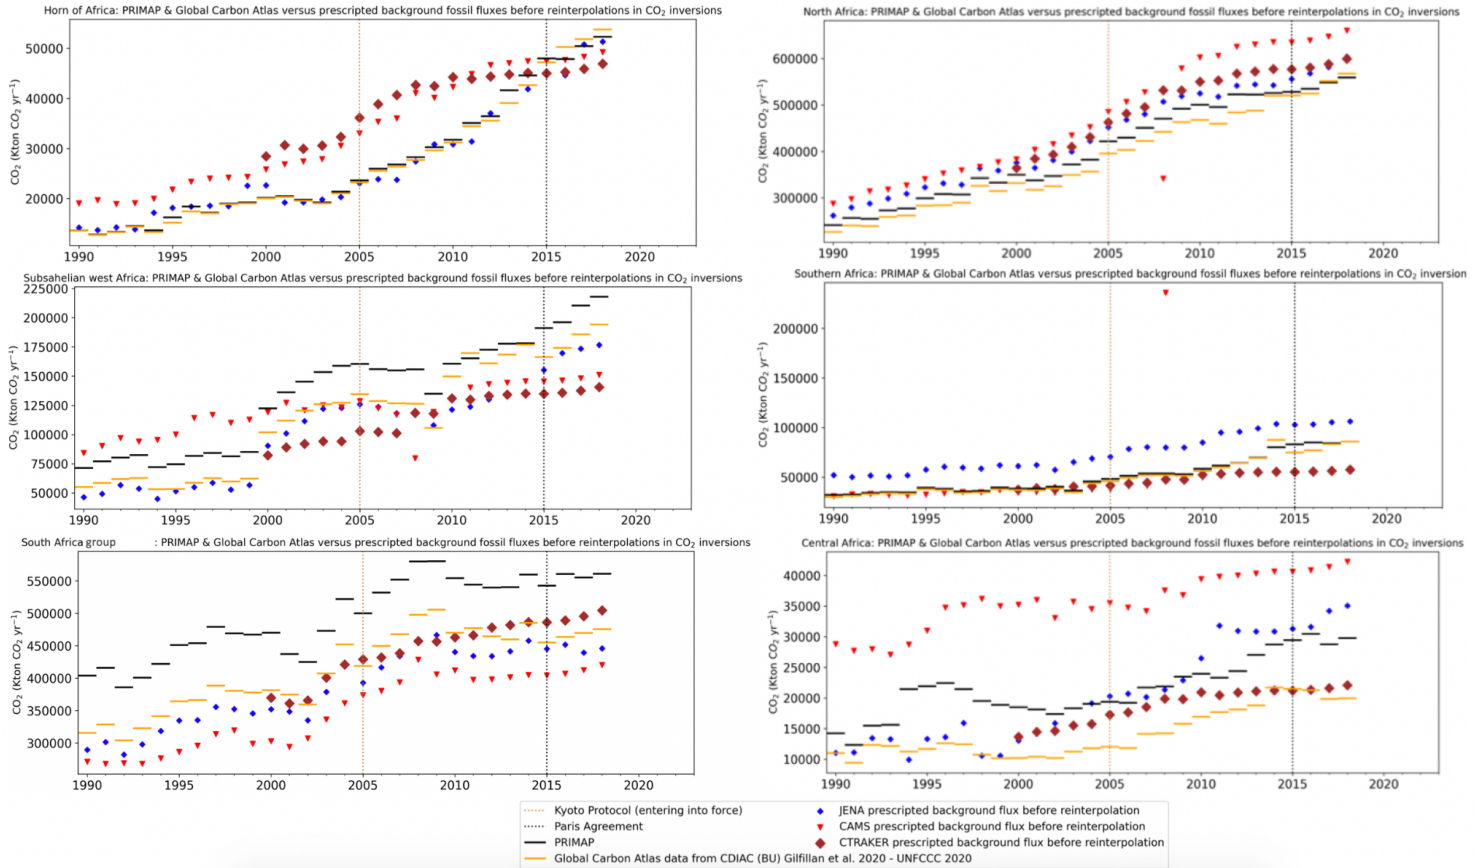 Horn of Africa: PRIMAP & Global Carbon Atlas versus prescripted background fossil fluxes before reinterpolations in CO2 inversions
CO2 (Kton CO2 yr−1)
50000
40000
30000
20000
1990 1995 2000 2005 2010 2015 2020
North Africa: PRIMAP & Global Carbon Atlas versus prescripted background fossil fluxes before reinterpolations in CO2 inversions
CO2 (Kton CO2 yr−1)
600000
500000
400000
300000
1990 1995 2000 2005 2010 2015 2020
Subsahelian west Africa: PRIMAP & Global Carbon Atlas versus prescripted background fossil fluxes before reinterpolations in CO2 inversions
CO2 (Kton CO2 yr−1)
225000
200000
175000
150000
125000
100000
75000
50000
1990 1995 2000 2005 2010 2015 2020
Southern Africa: PRIMAP & Global Carbon Atlas versus prescripted background fossil fluxes before reinterpolations in CO2 inversion
CO2 (Kton CO2 yr−1)
200000
150000
100000
50000
1990 1995 2000 2005 2010 2015 2020
South Africa group : PRIMAP & Global Carbon Atlas versus prescripted background fossil fluxes before reinterpolations in CO2 inversions
CO2 (Kton CO2 yr−1)
550000
500000
450000
400000
350000
300000
1990 1995 2000 2005 2010 2015 2020
Central Africa: PRIMAP & Global Carbon Atlas versus prescripted background fossil fluxes before reinterpolations in CO2 inversions
CO2 (Kton CO2 yr−1)
40000
35000
30000
25000
20000
15000
10000
1990 1995 2000 2005 2010 2015 2020
Kyoto Protocol (entering into force)
Paris Agreement
PRIMAP
Global Carbon Atlas data from CDIAC (BU) Gilfillan et al. 2020 - UNFCCC 2020
JENA prescripted background flux before reinterpolation
CAMS prescripted background flux before reinterpolation
CTRAKER prescripted background flux before reinterpolation